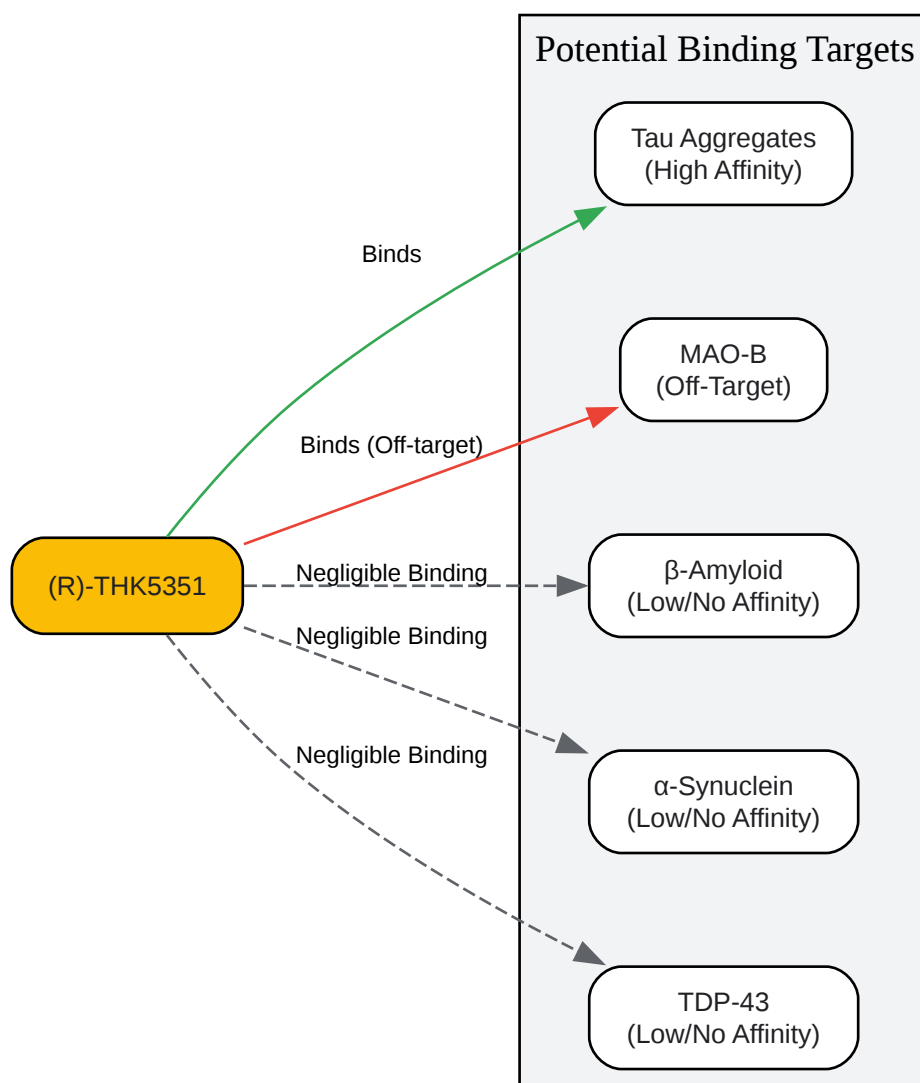 Potential Binding Targets
Tau Aggregates
(High Affinity)
Binds
MAO-B
(Off-Target)
Binds (Off-target)
(R)-THK5351
Negligible Binding
β-Amyloid
(Low/No Affinity)
Negligible Binding
Negligible Binding
α-Synuclein
(Low/No Affinity)
TDP-43
(Low/No Affinity)